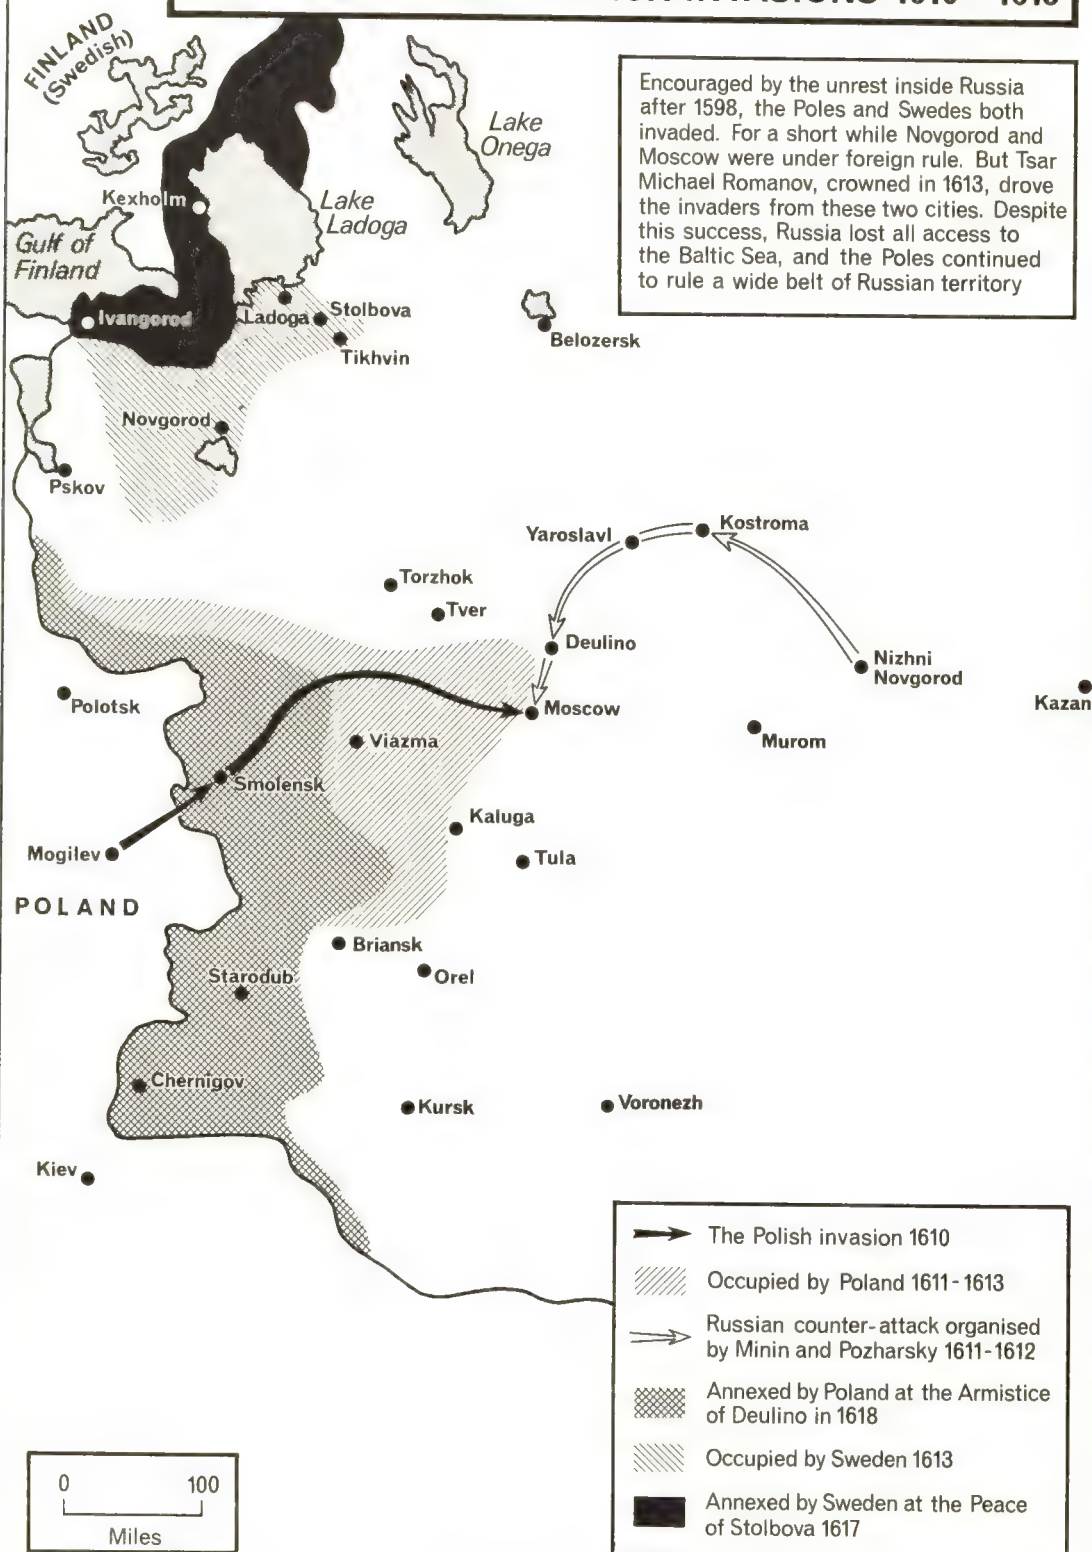 INVASIONS 1610 - 1618
FINLAND
(Swedish)
Encouraged by the unrest inside Russia
after 1598, the Poles and Swedes both
invaded. For a short while Novgorod and
Moscow were under foreign rule. But Tsar
Michael Romanov, crowned in 1613, drove
the invaders from these two cities. Despite
this success, Russia lost all access to
the Baltic Sea, and the Poles continued
to rule a wide belt of Russian territory
Lake
Onega
Kexholm
Lake
Ladoga
Gulf of
Finland
Ivangorod
Ladoga
Stolbova
Tikhvin
Belozersk
Novgorod
Pskov
Yaroslavl
Kostroma
Torzhok
Tver
Deulino
Nizhni
Novgorod
Polotsk
Moscow
Kazan
Viazma
Murom
Smolensk
Kaluga
Mogilev
Tula
POLAND
Briansk
Starodub
Orel
Chernigov
Kursk
Voronezh
Kiev
The Polish invasion 1610
Occupied by Poland 1611-1613
Russian counter-attack organised
by Minin and Pozharsky 1611-1612
Annexed by Poland at the Armistice
of Deulino in 1618
Occupied by Sweden 1613
Annexed by Sweden at the Peace
of Stolbova 1617
0 100
Miles